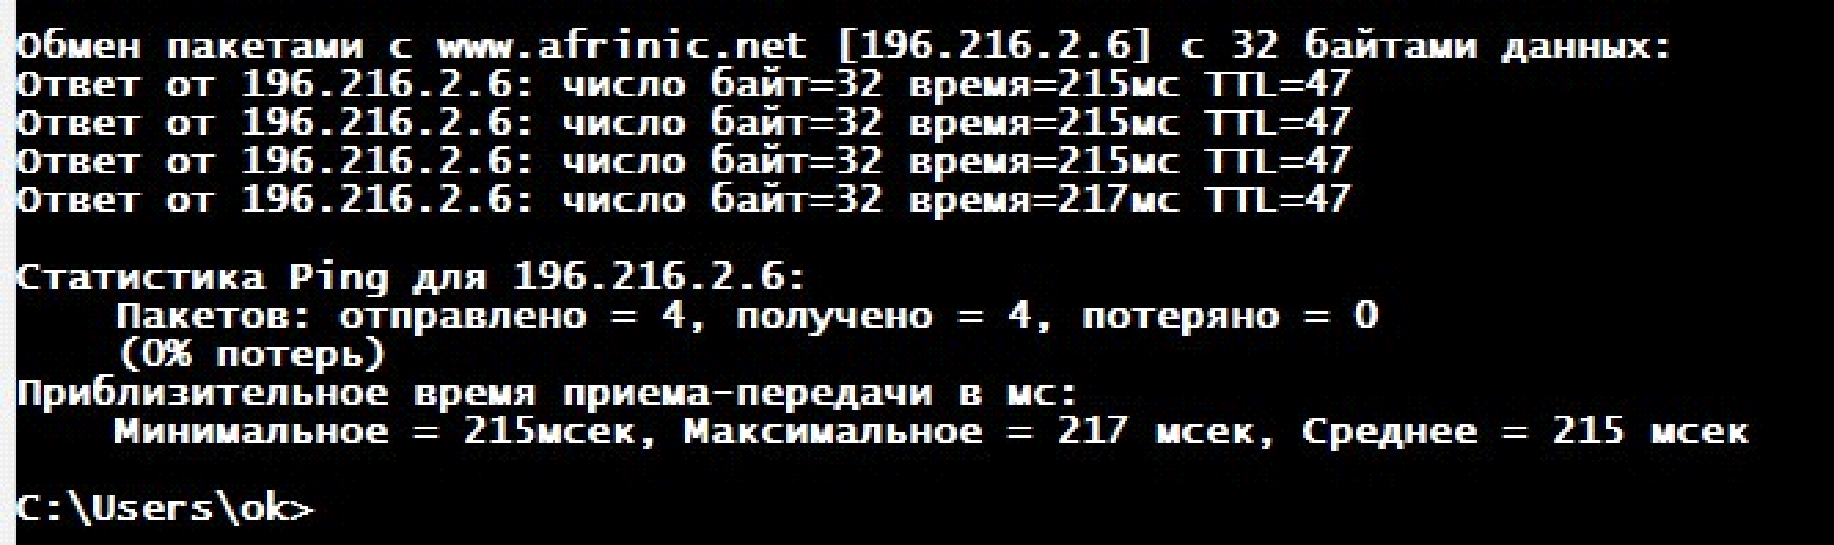 Обмен пакетами с www.afrinic.net [196.216.2.6] с 32 байтами данных:
Ответ от 196.216.2.6: число байт=32 время=215мс TTL=47
Ответ от 196.216.2.6: число байт=32 время=215мс TTL=47
Ответ от 196.216.2.6: число байт=32 время=215мс TTL=47
Ответ от 196.216.2.6: число байт=32 время=217мс TTL=47
Статистика Ping для 196.216.2.6:
Пакетов: отправлено = 4, получено = 4, потеряно = 0
(0% потерь)
Приблизительное время приема-передачи в мс:
Минимальное = 215мсек, Максимальное = 217 мсек, Среднее = 215 мсек
C:\Users\ok>